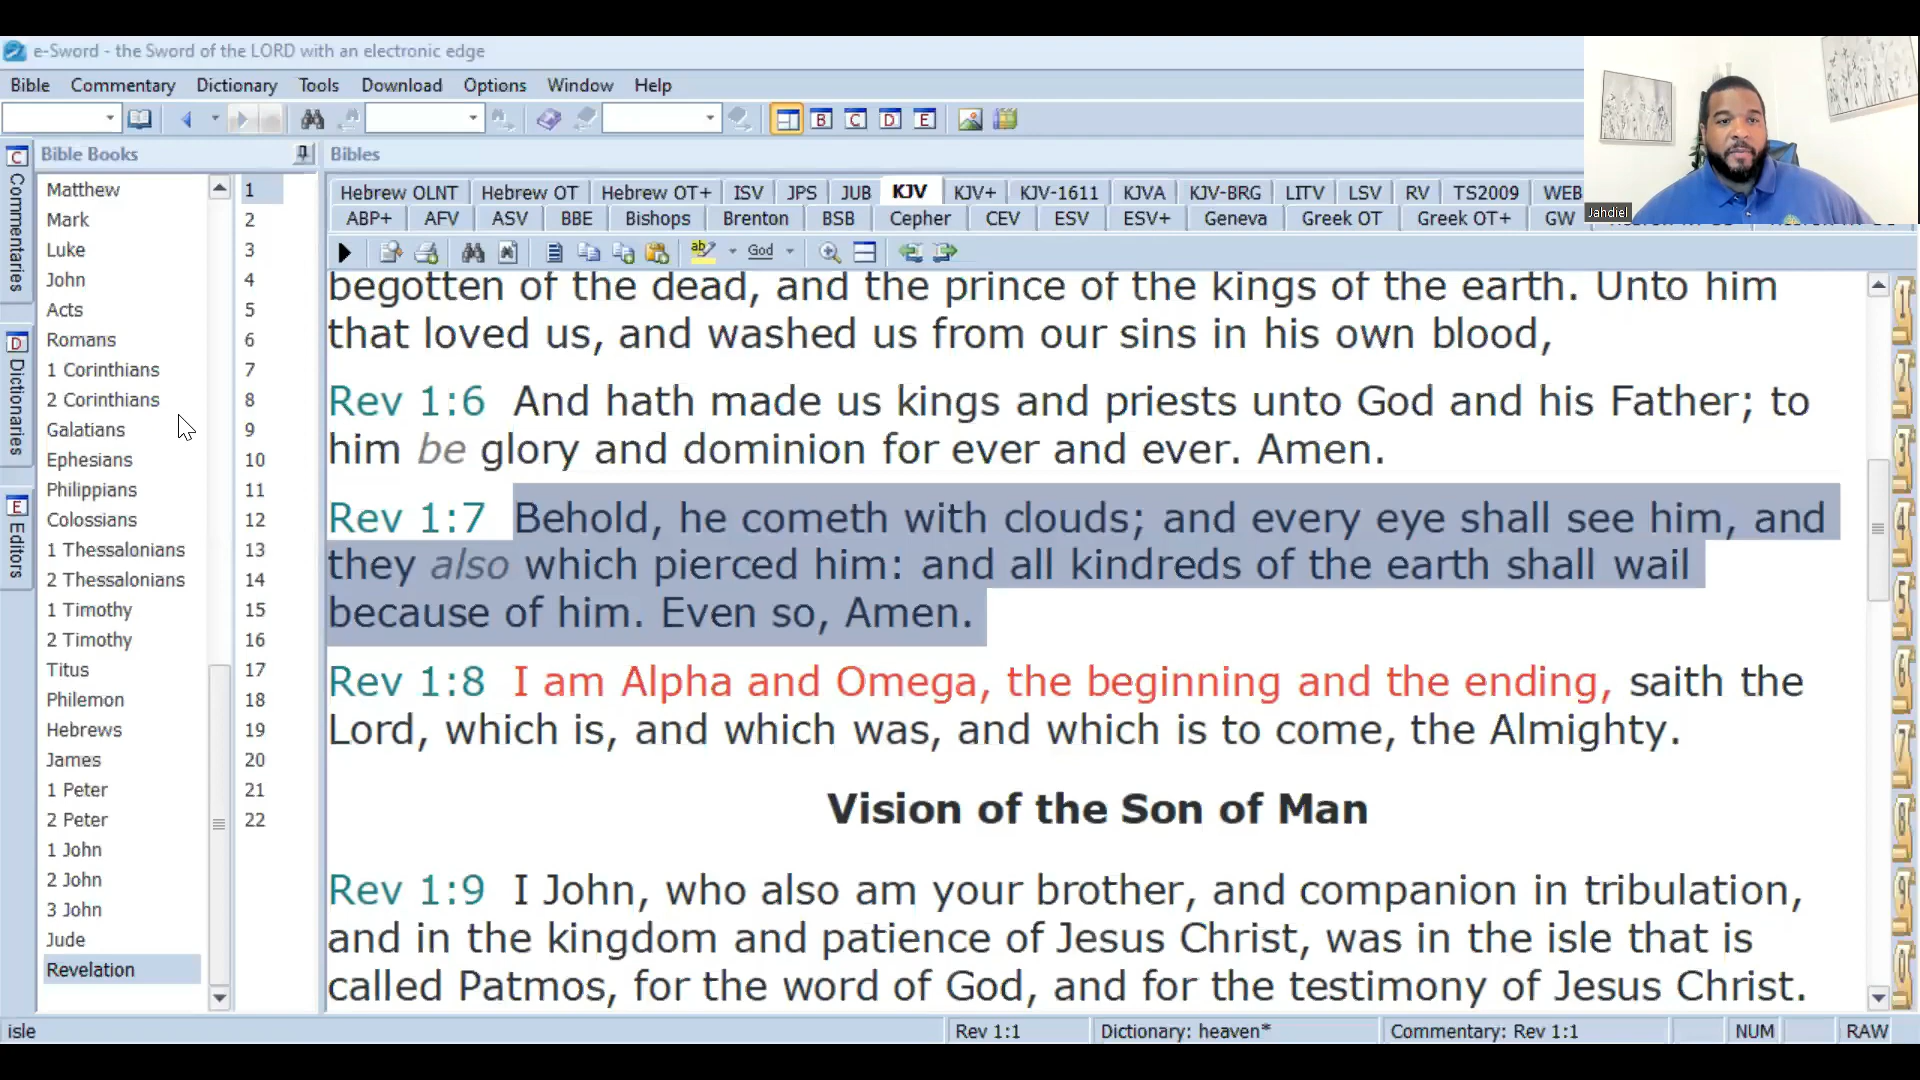 e-Sword - the Sword of the LORD with an electronic edge
Bible Commentary Dictionary Tools Download Options Window Help
B C D E
Bible Books
Bibles
C Commentaries
D Dictionaries
E Editors
Matthew
Mark
Luke
John
Acts
Romans
1 Corinthians
2 Corinthians
Galatians
Ephesians
Philippians
Colossians
1 Thessalonians
2 Thessalonians
1 Timothy
2 Timothy
Titus
Philemon
Hebrews
James
1 Peter
2 Peter
1 John
2 John
3 John
Jude
Revelation
1
2
3
4
5
6
7
8
9
10
11
12
13
14
15
16
17
18
19
20
21
22
Hebrew OLNT Hebrew OT Hebrew OT+ ISV JPS JUB KJV KJV+ KJV-1611 KJVA KJV-BRG LITV LSV RV TS2009 WEB
ABP+ AFV ASV BBE Bishops Brenton BSB Cepher CEV ESV ESV+ Geneva Greek OT Greek OT+ GW
Jahdiel
ab God
begotten of the dead, and the prince of the kings of the earth. Unto him
that loved us, and washed us from our sins in his own blood,
Rev 1:6 And hath made us kings and priests unto God and his Father; to
him be glory and dominion for ever and ever. Amen.
Rev 1:7 Behold, he cometh with clouds; and every eye shall see him, and
they also which pierced him: and all kindreds of the earth shall wail
because of him. Even so, Amen.
Rev 1:8 I am Alpha and Omega, the beginning and the ending, saith the
Lord, which is, and which was, and which is to come, the Almighty.
Vision of the Son of Man
Rev 1:9 I John, who also am your brother, and companion in tribulation,
and in the kingdom and patience of Jesus Christ, was in the isle that is
called Patmos, for the word of God, and for the testimony of Jesus Christ.
1
2
3
4
5
6
7
8
9
0
isle
Rev 1:1
Dictionary: heaven*
Commentary: Rev 1:1
NUM
RAW